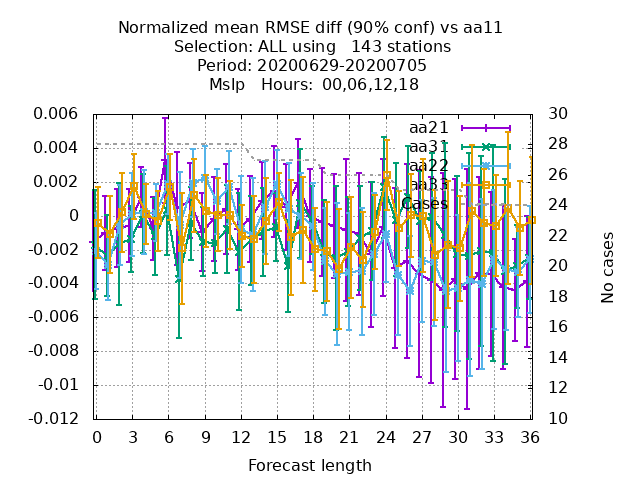 Normalized mean RMSE diff (90% conf) vs aa11
Selection: ALL using 143 stations
Period: 20200629-20200705
Mslp Hours: 00,06,12,18
0.006
0.004
0.002
0
-0.002
-0.004
-0.006
-0.008
-0.01
-0.012
30
28
26
24
22
20
18
16
14
12
10
aa21
aa31
aa22
aa33
Cases
No cases
0 3 6 9 12 15 18 21 24 27 30 33 36
Forecast length